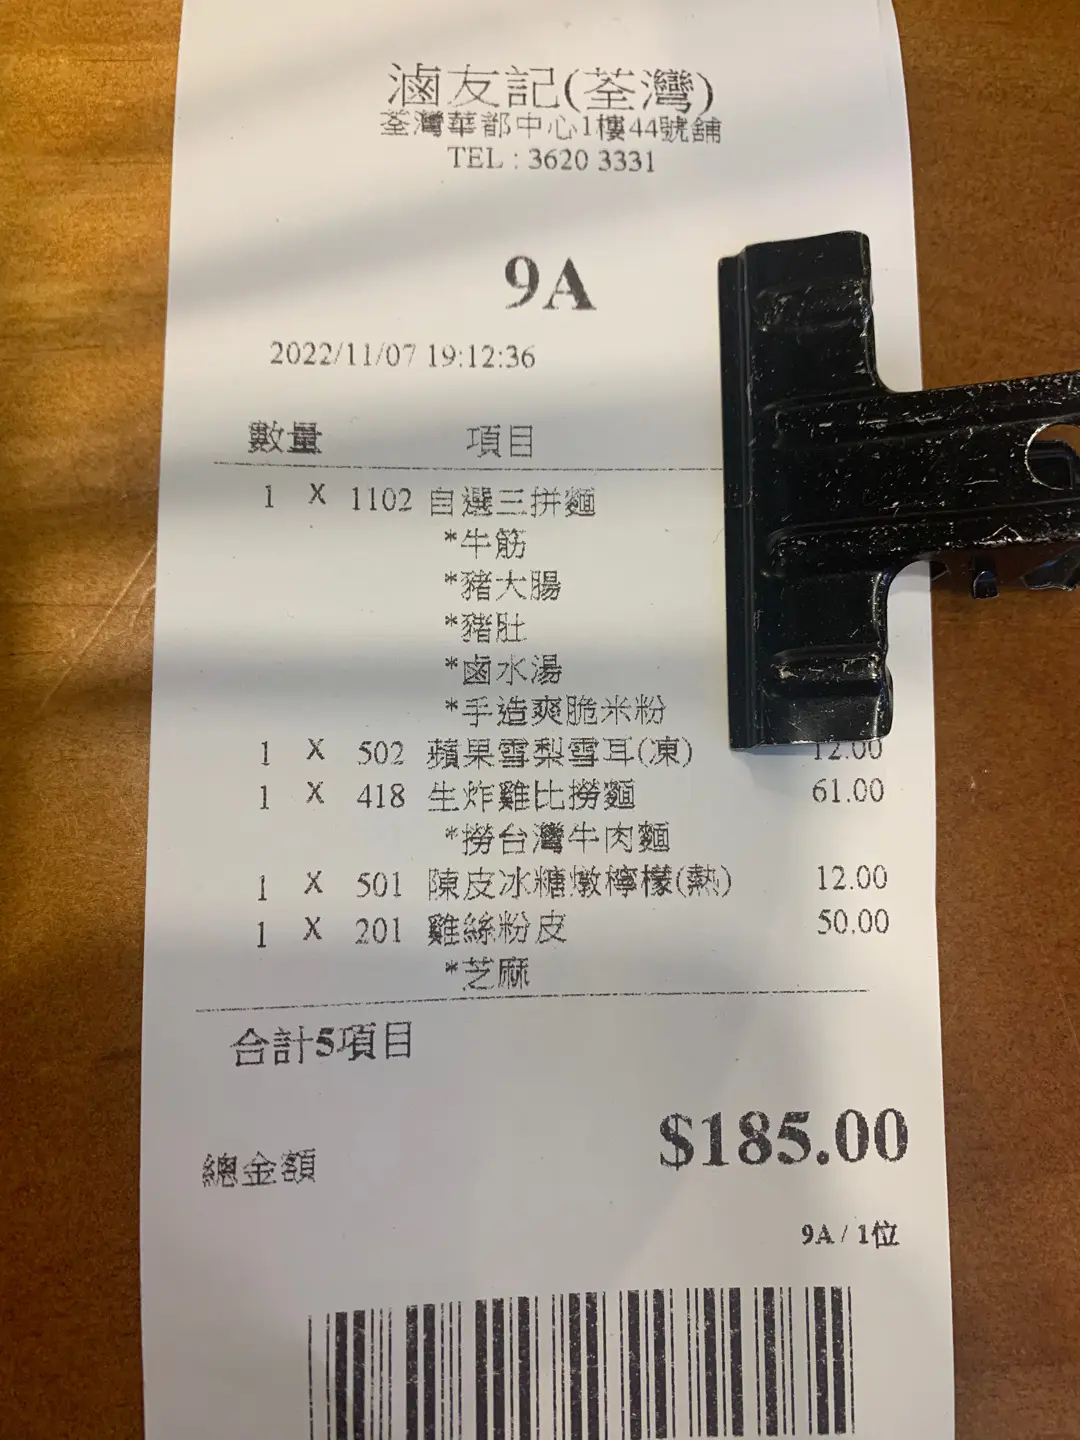 滷友記(荃灣)
荃灣華都中心1樓44號舖
TEL : 3620 3331
9A
2022/11/07 19:12:36
數量 項目
1 X 1102 自選三拼麵
*牛筋
*豬大腸
*豬肚
*鹵水湯
*手造爽脆米粉
1 X 502 蘋果雪梨雪耳(凍) 12.00
1 X 418 生炸雞比撈麵 61.00
*撈台灣牛肉麵
1 X 501 陳皮冰糖燉檸檬(熱) 12.00
1 X 201 雞絲粉皮 50.00
*芝麻
合計5項目
$185.00
總金額
9A / 1位